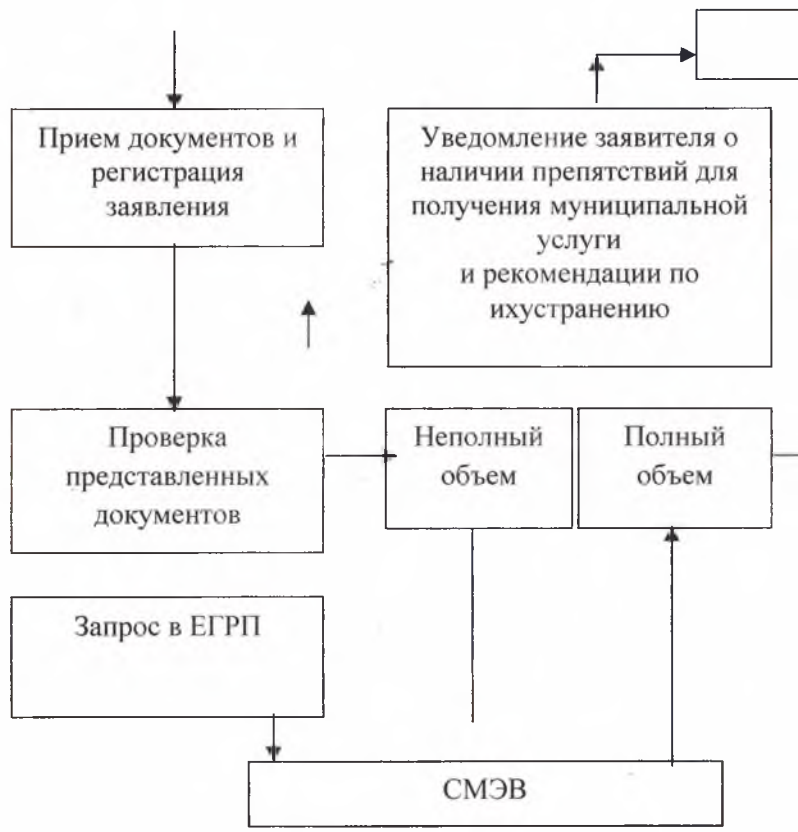 Прием документов и
регистрация
заявления
Уведомление заявителя о
наличии препятствий для
получения муниципальной
услуги
и рекомендации по
ихустранению
Проверка
представленных
документов
Неполный
объем
Полный
объем
Запрос в ЕГРП
СМЭВ